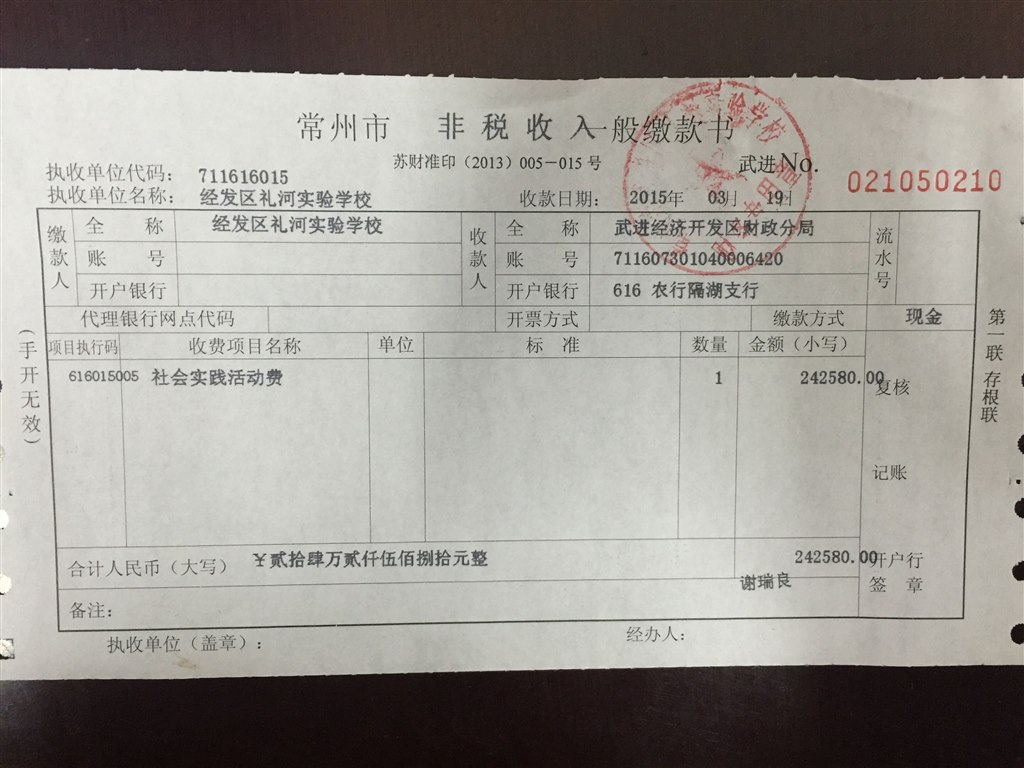 常州市 非税收入一般缴款书
苏财准印（2013）005-015号
武进 No. 021050210
执收单位代码： 711616015
执收单位名称： 经发区礼河实验学校
收款日期： 2015年 03月 19日
缴款人 全称 经发区礼河实验学校
收款人 全称 武进经济开发区财政分局
流水号
账号
账号 711607301040006420
开户银行
开户银行 616 农行隔湖支行
代理银行网点代码 开票方式 缴款方式 现金
项目执行码 收费项目名称 单位 标准 数量 金额（小写）
616015005 社会实践活动费 1 242580.00
复核
记账
合计人民币（大写） ￥贰拾肆万贰仟伍佰捌拾元整 242580.00
开户行
签章
谢瑞良
备注：
执收单位（盖章）： 经办人：
（手开无效）
第一联 存根联
实验学校